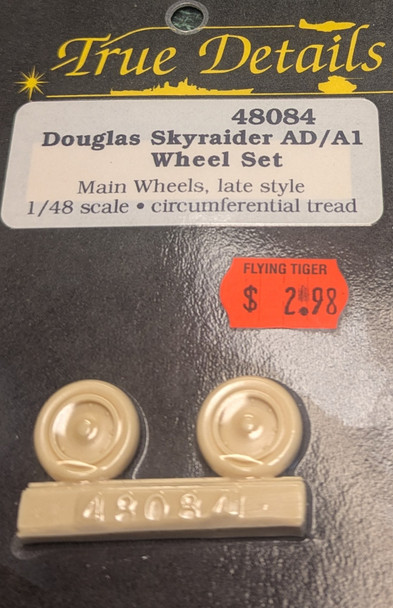 True Details
48084
Douglas Skyraider AD/A1
Wheel Set
Main Wheels, late style
1/48 scale • circumferential tread
FLYING TIGER
$ 2.98
48084